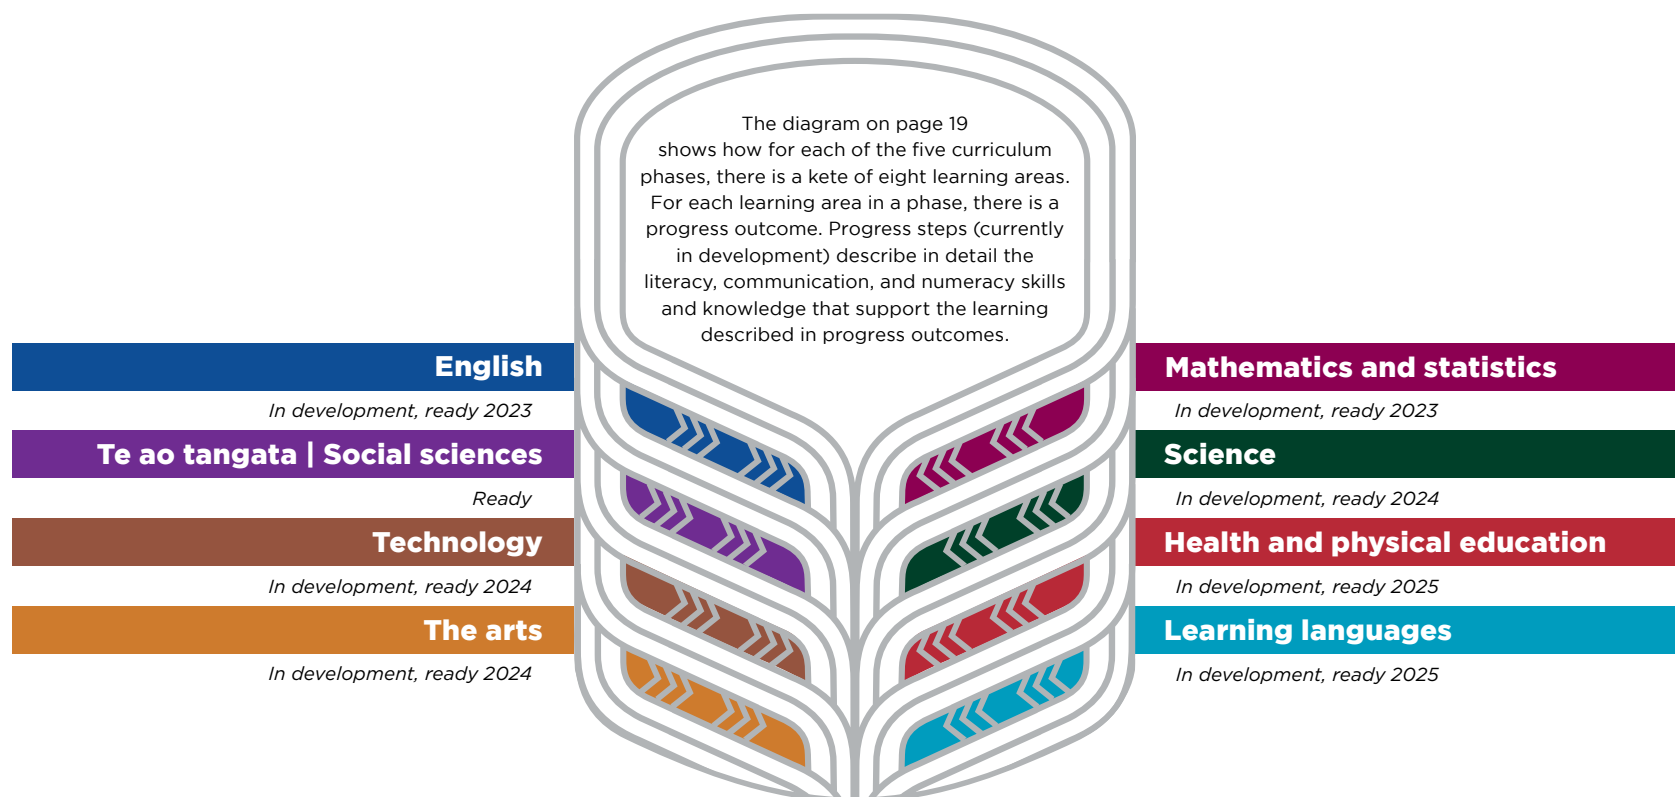 The diagram on page 19
shows how for each of the five curriculum
phases, there is a kete of eight learning areas.
For each learning area in a phase, there is a
progress outcome. Progress steps (currently
in development) describe in detail the
literacy, communication, and numeracy skills
and knowledge that support the learning
described in progress outcomes.
English
In development, ready 2023
Te ao tangata | Social sciences
Ready
Technology
In development, ready 2024
The arts
In development, ready 2024
Mathematics and statistics
In development, ready 2023
Science
In development, ready 2024
Health and physical education
In development, ready 2025
Learning languages
In development, ready 2025